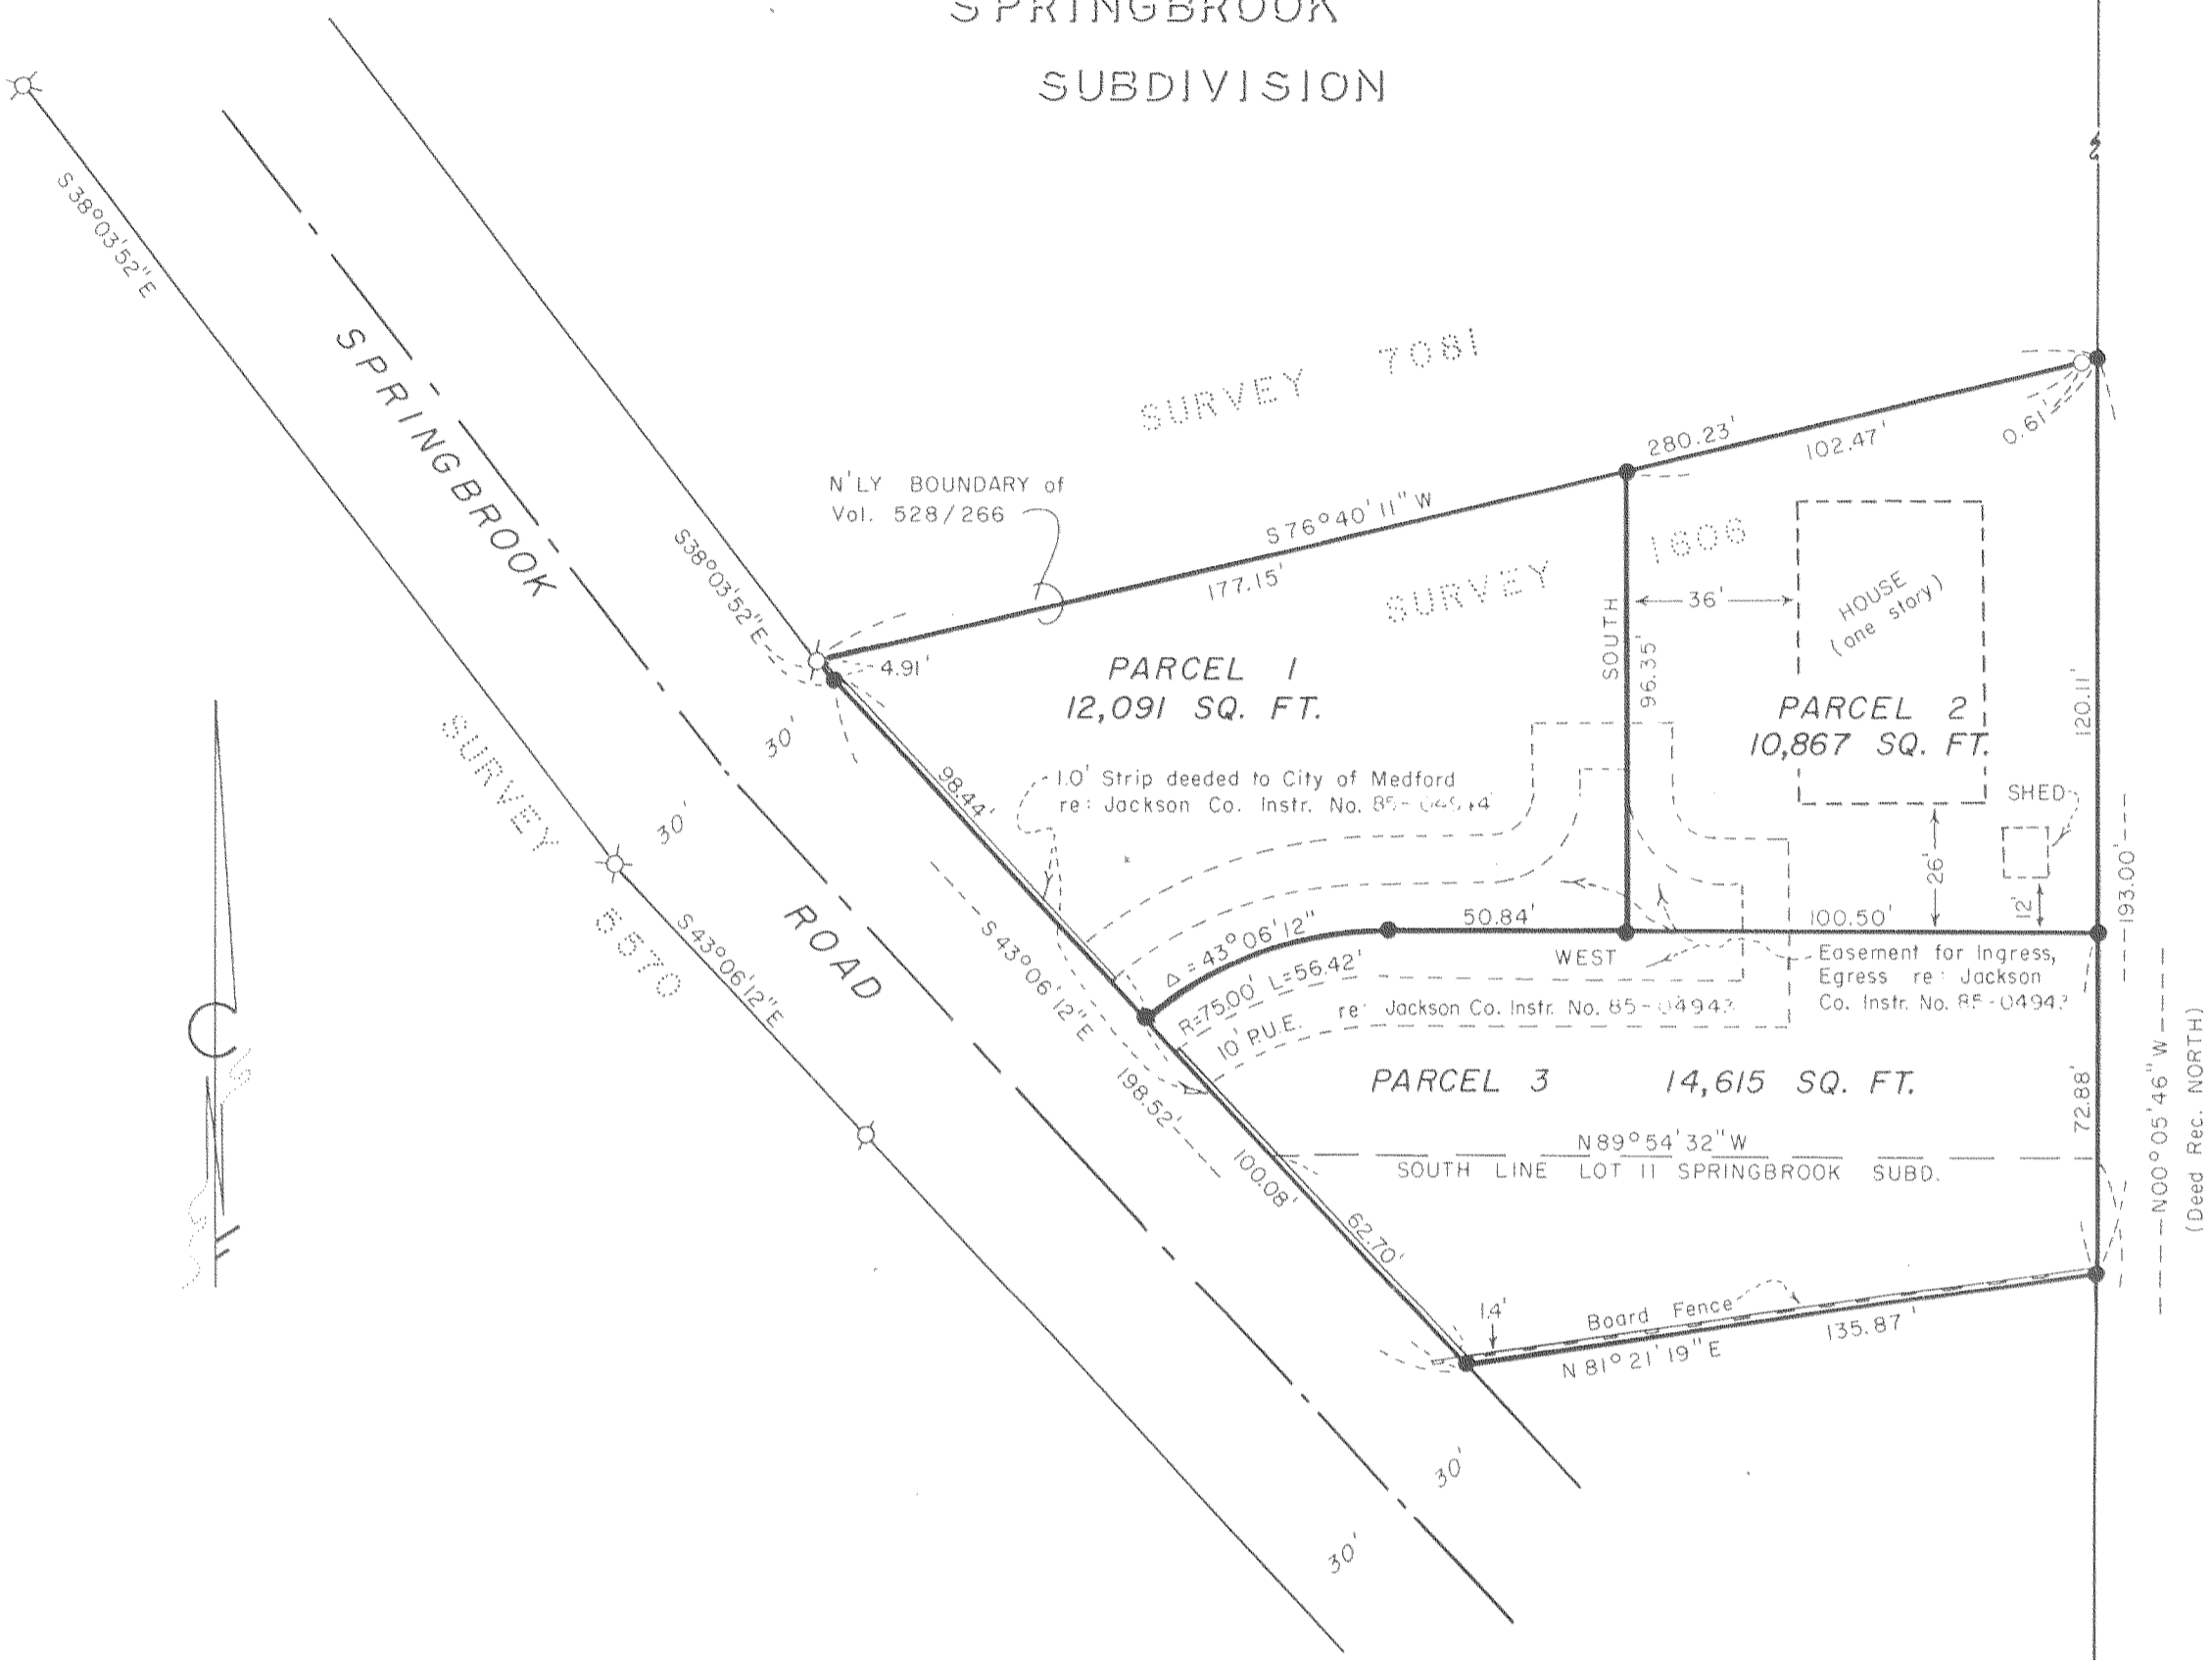 SPRINGBROOK
SUBDIVISION
S38°03'52"E
SPRINGBROOK
ROAD
SURVEY 7081
N'LY BOUNDARY of
Vol. 528/266
S76°40'11"W
177.15'
280.23'
102.47'
0.61'
SURVEY 1606
S38°03'52"E
4.91'
PARCEL 1
12,091 SQ. FT.
SOUTH
96.35'
36'
HOUSE
(one story)
PARCEL 2
10,867 SQ. FT.
120.11'
SHED
26'
12'
193.00'
30'
30'
98.44'
1.0' Strip deeded to City of Medford
re: Jackson Co. Instr. No.
SURVEY
5570
S43°06'12"E
S43°06'12"E
Δ = 43°06'12"
R=75.00' L=56.42'
50.84'
WEST
100.50'
Easement for Ingress,
Egress re: Jackson
Co. Instr. No. 85-04943
10' P.U.E. re: Jackson Co. Instr. No. 85-04943
198.52'
PARCEL 3 14,615 SQ. FT.
72.88'
N00°05'46"W
(Deed Rec. NORTH)
N89°54'32"W
SOUTH LINE LOT 11 SPRINGBROOK SUBD.
100.08'
62.70'
1.4'
Board Fence
135.87'
N81°21'19"E
30'
30'